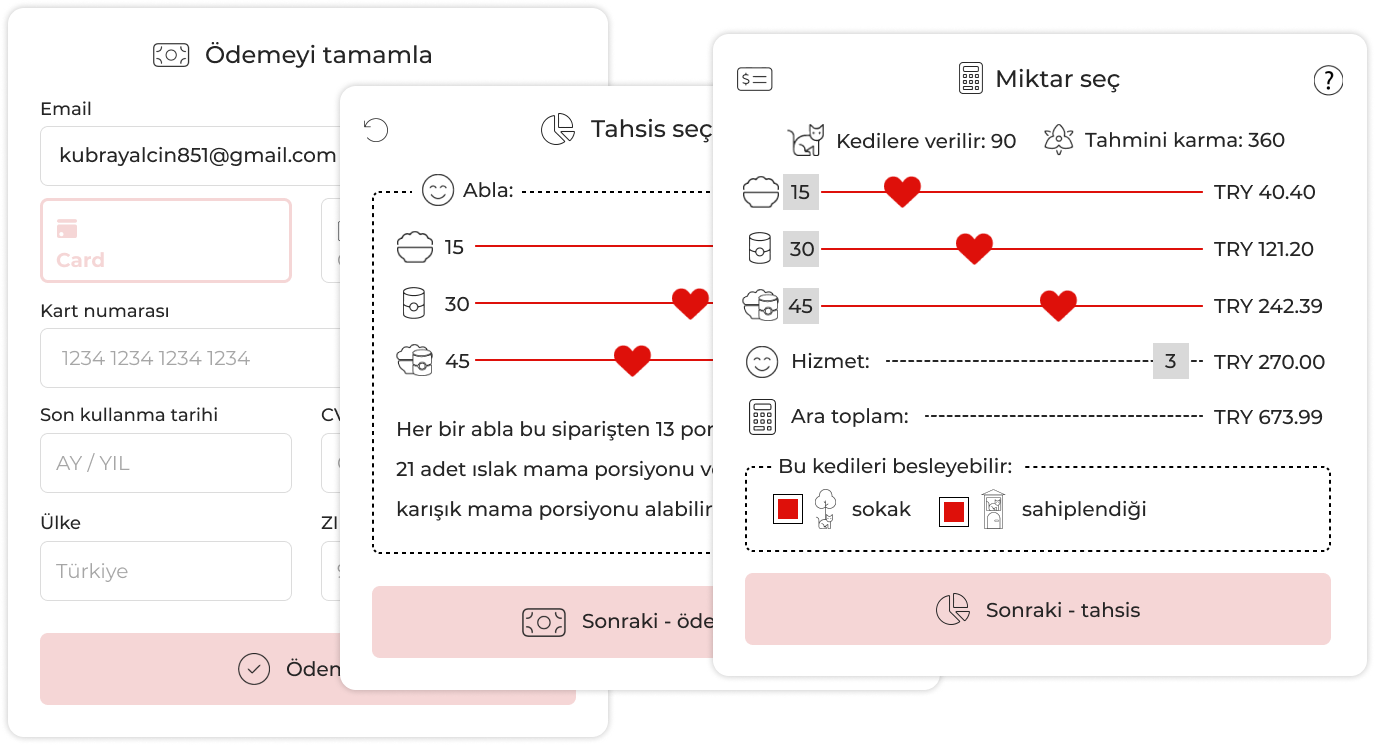 Ödemeyi tamamla
Email
kubrayalcin851@gmail.com
Card
Kart numarası
1234 1234 1234 1234
Son kullanma tarihi
CV
AY / YIL
Ülke
ZI
Türkiye
Öden
Tahsis seç
Abla:
15
30
45
Her bir abla bu siparişten 13 por
21 adet ıslak mama porsiyonu ve
karışık mama porsiyonu alabilir
Sonraki - öde
Miktar seç
?
Kedilere verilir: 90
Tahmini karma: 360
15 TRY 40.40
30 TRY 121.20
45 TRY 242.39
Hizmet: 3 TRY 270.00
Ara toplam: TRY 673.99
Bu kedileri besleyebilir:
sokak sahiplendiği
Sonraki - tahsis